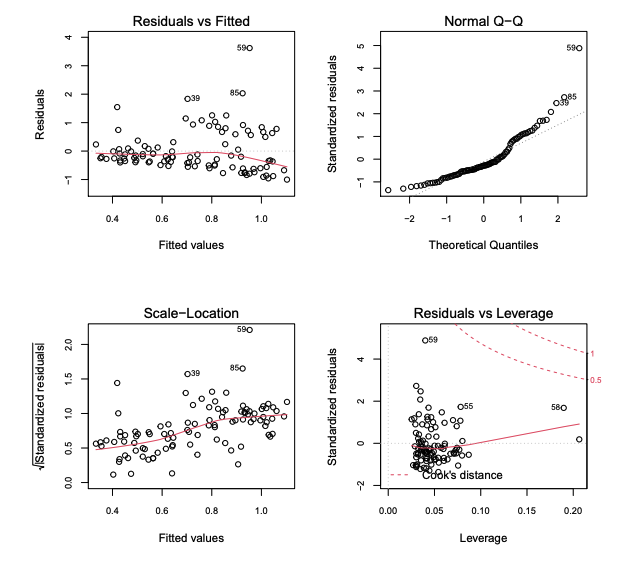 Residuals vs Fitted
Residuals
4
3
2
1
0
−1
59
39
85
0.4 0.6 0.8 1.0
Fitted values
Normal Q−Q
Standardized residuals
5
4
3
2
1
0
−1
59
85
39
−2 −1 0 1 2
Theoretical Quantiles
Scale−Location
√|Standardized residuals|
2.0
1.5
1.0
0.5
0.0
59
39
85
0.4 0.6 0.8 1.0
Fitted values
Residuals vs Leverage
Standardized residuals
4
2
0
−2
59
55
58
1
0.5
Cook's distance
0.00 0.05 0.10 0.15 0.20
Leverage